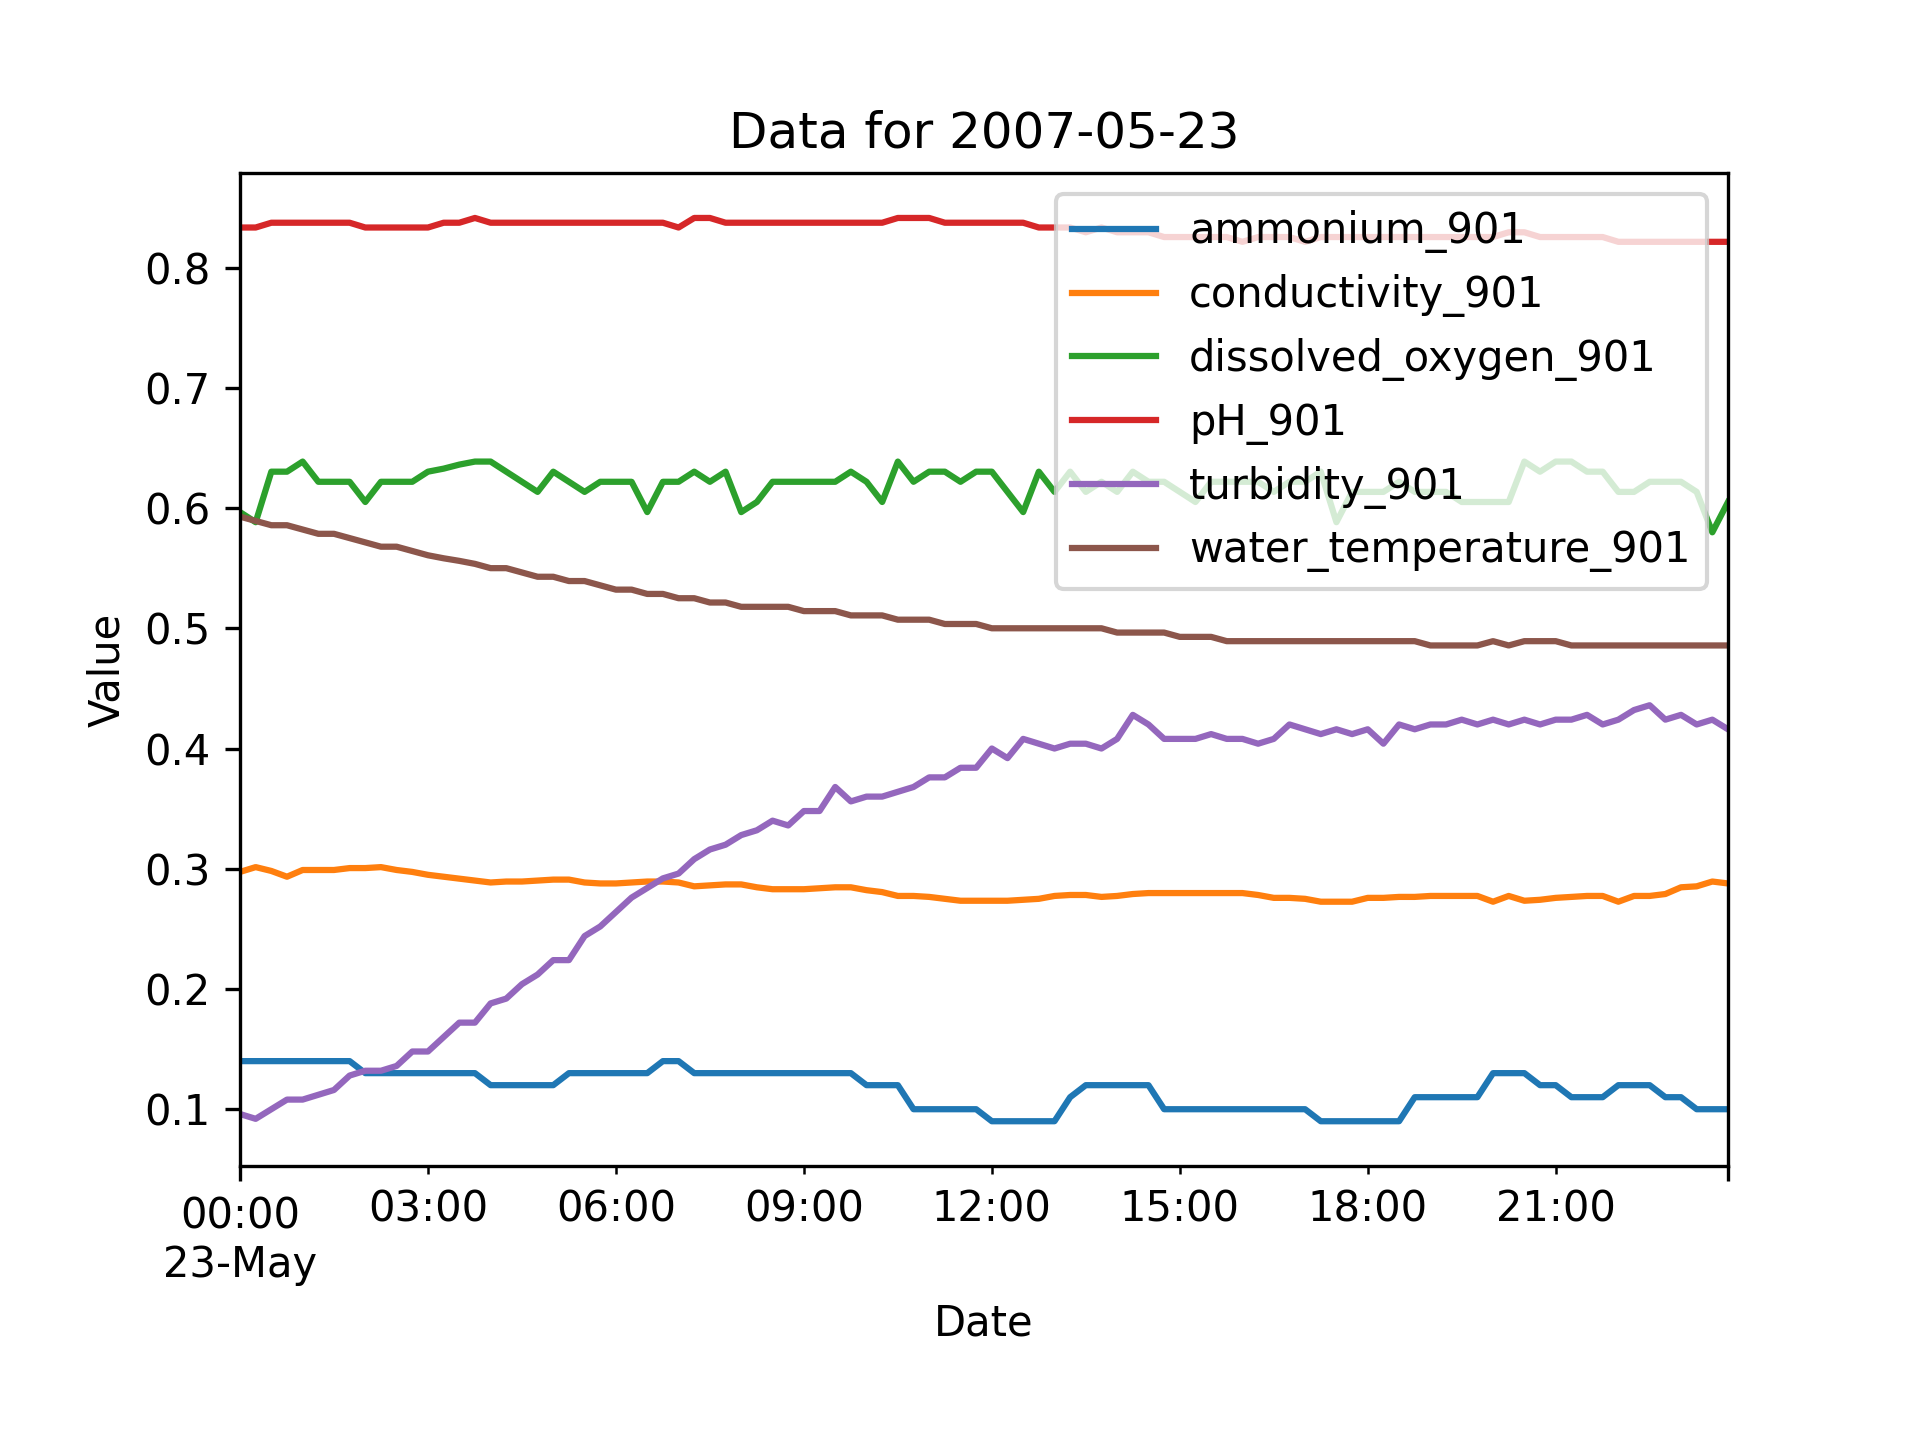 Data for 2007-05-23
ammonium_901
conductivity_901
dissolved_oxygen_901
pH_901
turbidity_901
water_temperature_901
Value
0.8
0.7
0.6
0.5
0.4
0.3
0.2
0.1
00:00 03:00 06:00 09:00 12:00 15:00 18:00 21:00
23-May
Date